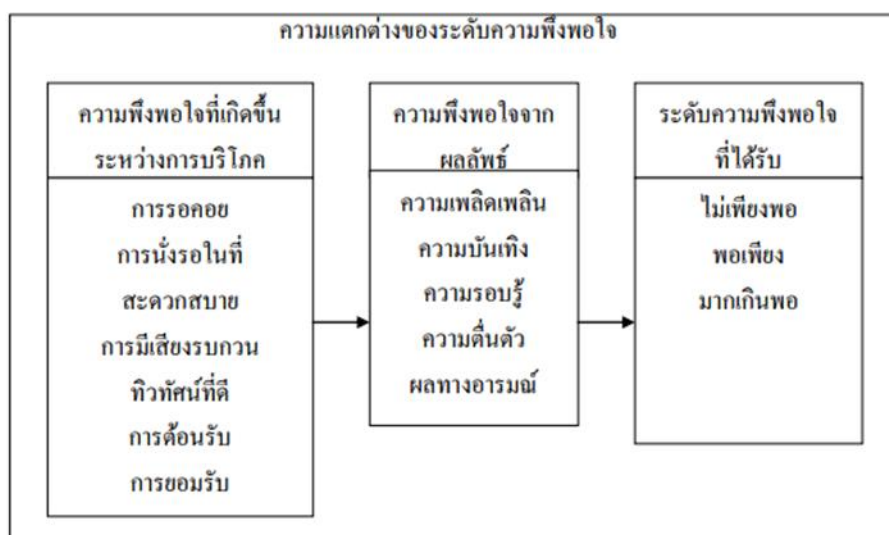 ความแตกต่างของระดับความพึงพอใจ
ความพึงพอใจที่เกิดขึ้น
ระหว่างการบริโภค
การรอคอย
การนั่งรอในที่
สะดวกสบาย
การมีเสียงรบกวน
ทิวทัศน์ที่ดี
การต้อนรับ
การยอมรับ
ความพึงพอใจจาก
ผลลัพธ์
ความเพลิดเพลิน
ความบันเทิง
ความรอบรู้
ความตื่นตัว
ผลทางอารมณ์
ระดับความพึงพอใจ
ที่ได้รับ
ไม่เพียงพอ
พอเพียง
มากเกินพอ